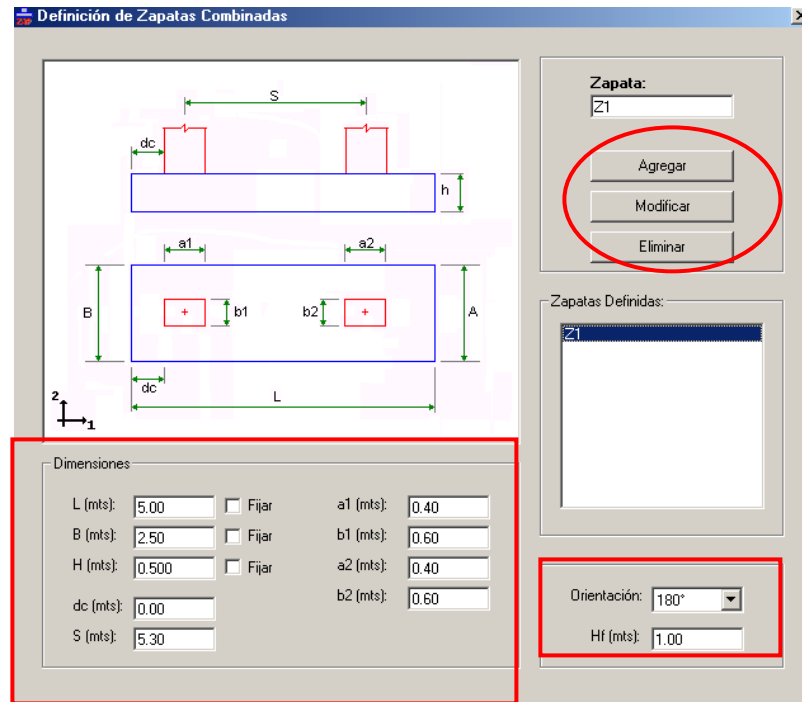 ZAP Definición de Zapatas Combinadas
S
dc
h
a1
a2
B
b1
b2
A
dc
L
2
1
Zapata:
Z1
Agregar
Modificar
Eliminar
Zapatas Definidas:
Z1
Dimensiones
L (mts): 5.00 Fijar a1 (mts): 0.40
B (mts): 2.50 Fijar b1 (mts): 0.60
H (mts): 0.500 Fijar a2 (mts): 0.40
dc (mts): 0.00 b2 (mts): 0.60
S (mts): 5.30
Orientación: 180°
Hf (mts): 1.00